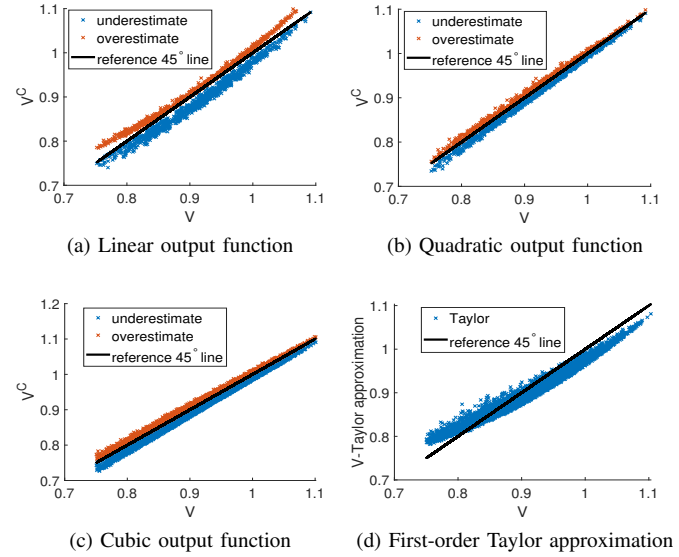 1.1
1
0.9
0.8
0.7
V^C
underestimate
overestimate
reference 45° line
0.7 0.8 0.9 1 1.1
V
(a) Linear output function
1.1
1
0.9
0.8
0.7
V^C
underestimate
overestimate
reference 45° line
0.7 0.8 0.9 1 1.1
V
(b) Quadratic output function
1.2
1.1
1
0.9
0.8
0.7
V^C
underestimate
overestimate
reference 45° line
0.7 0.8 0.9 1 1.1
V
(c) Cubic output function
1.1
1
0.9
0.8
0.7
V-Taylor approximation
Taylor
reference 45° line
0.7 0.8 0.9 1 1.1
V
(d) First-order Taylor approximation